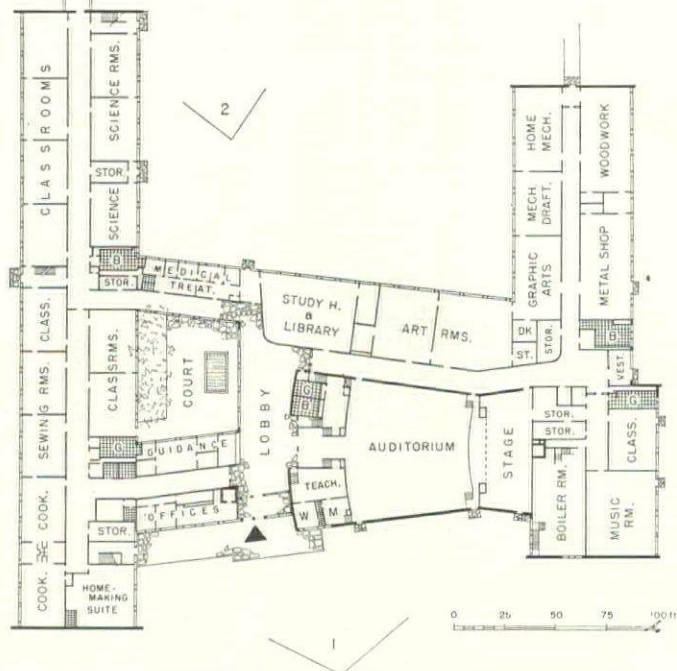 CLASSROOMS
SCIENCE RMS.
STOR.
SCIENCE
B
STOR.
2
MEDICAL
TREAT.
STUDY H.
&
LIBRARY
ART RMS.
HOME
MECH.
MECH.
DRAFT.
GRAPHIC
ARTS
DK
ST.
STOR.
WOODWORK
METAL SHOP
B
VEST.
CLASS.
SEWING RMS.
COOK.
COOK.
CLASSRMS.
G
COURT
LOBBY
GUIDANCE
OFFICES
STOR.
HOME-
MAKING
SUITE
G
B
TEACH.
W
M
AUDITORIUM
STAGE
STOR.
STOR.
BOILER RM.
G
CLASS.
MUSIC
RM.
1
0 25 50 75 100 ft